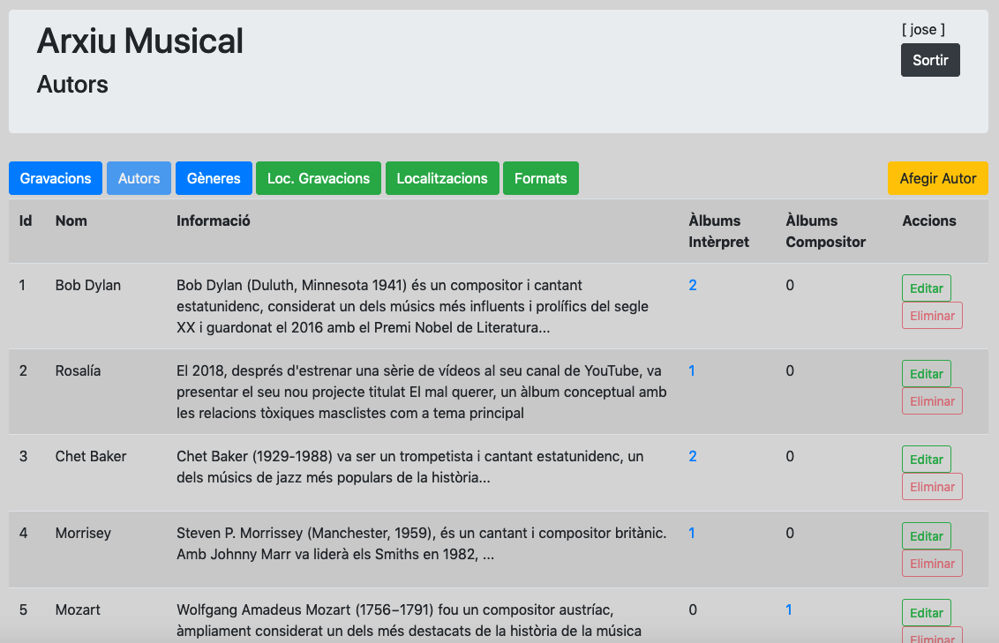 Arxiu Musical
[ jose ]
Sortir
Autors
Gravacions Autors Gèneres Loc. Gravacions Localitzacions Formats Afegir Autor
Id Nom Informació Àlbums Intèrpret Àlbums Compositor Accions
1 Bob Dylan Bob Dylan (Duluth, Minnesota 1941) és un compositor i cantant 2 0 Editar
estatunidenc, considerat un dels músics més influents i prolífics del segle Eliminar
XX i guardonat el 2016 amb el Premi Nobel de Literatura...
2 Rosalía El 2018, després d'estrenar una sèrie de vídeos al seu canal de YouTube, va 1 0 Editar
presentar el seu nou projecte titulat El mal querer, un àlbum conceptual amb Eliminar
les relacions tòxiques masclistes com a tema principal
3 Chet Baker Chet Baker (1929-1988) va ser un trompetista i cantant estatunidenc, un 2 0 Editar
dels músics de jazz més populars de la història... Eliminar
4 Morrisey Steven P. Morrissey (Manchester, 1959), és un cantant i compositor britànic. 1 0 Editar
Amb Johnny Marr va liderà els Smiths en 1982, ... Eliminar
5 Mozart Wolfgang Amadeus Mozart (1756–1791) fou un compositor austríac, 0 1 Editar
àmpliament considerat un dels més destacats de la història de la música Eliminar